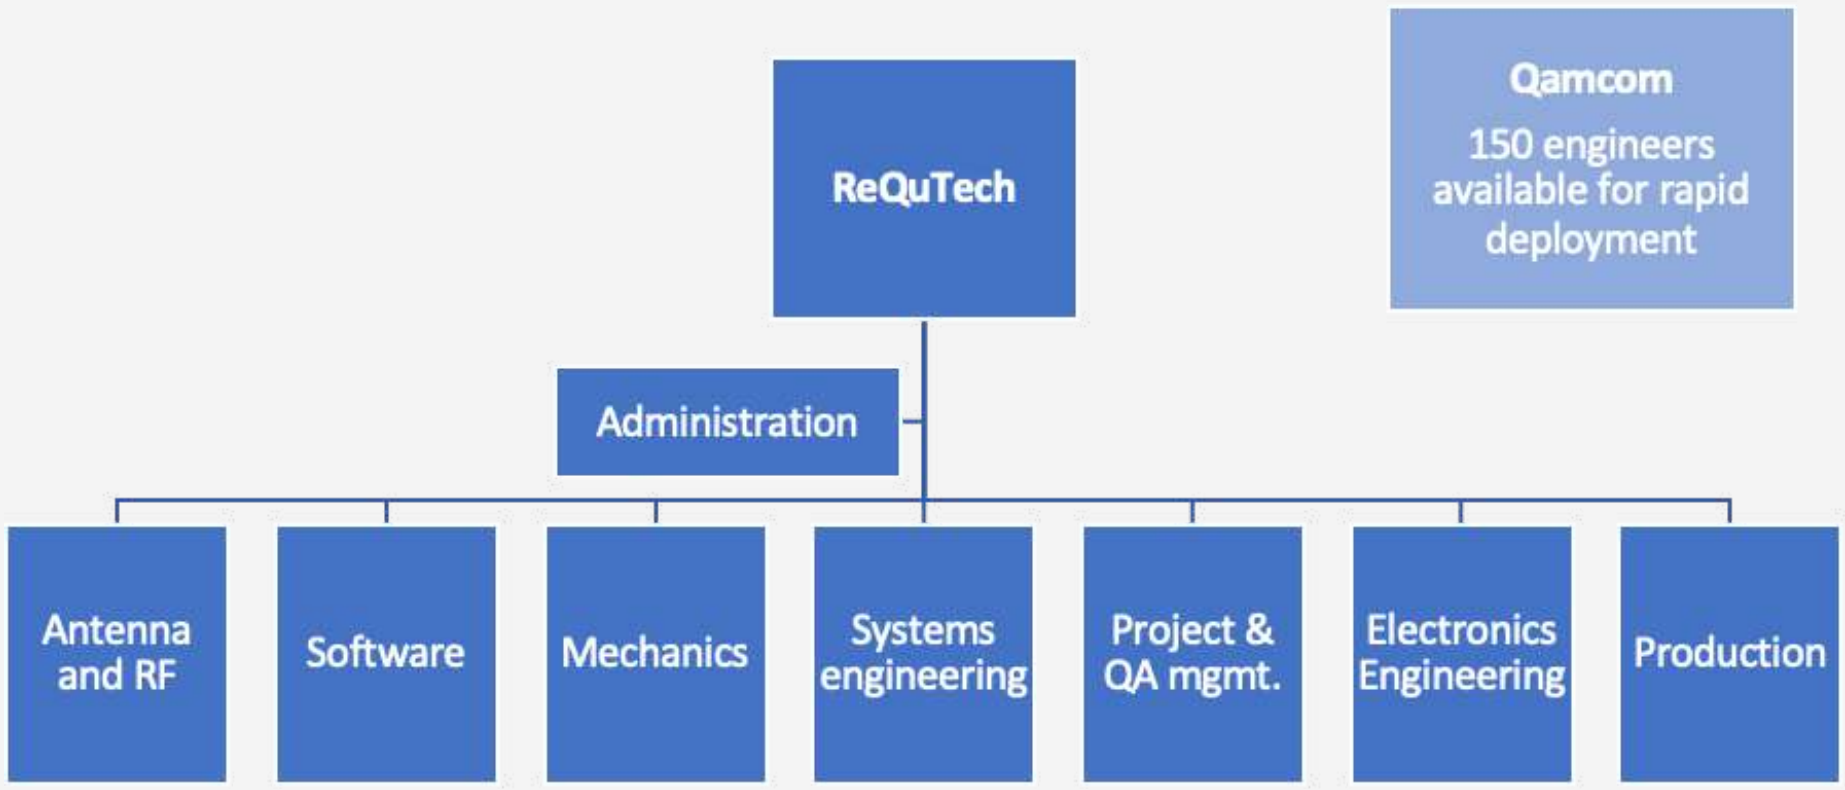 ReQuTech
Qamcom
150 engineers
available for rapid
deployment
Administration
Antenna
and RF
Software
Mechanics
Systems
engineering
Project &
QA mgmt.
Electronics
Engineering
Production